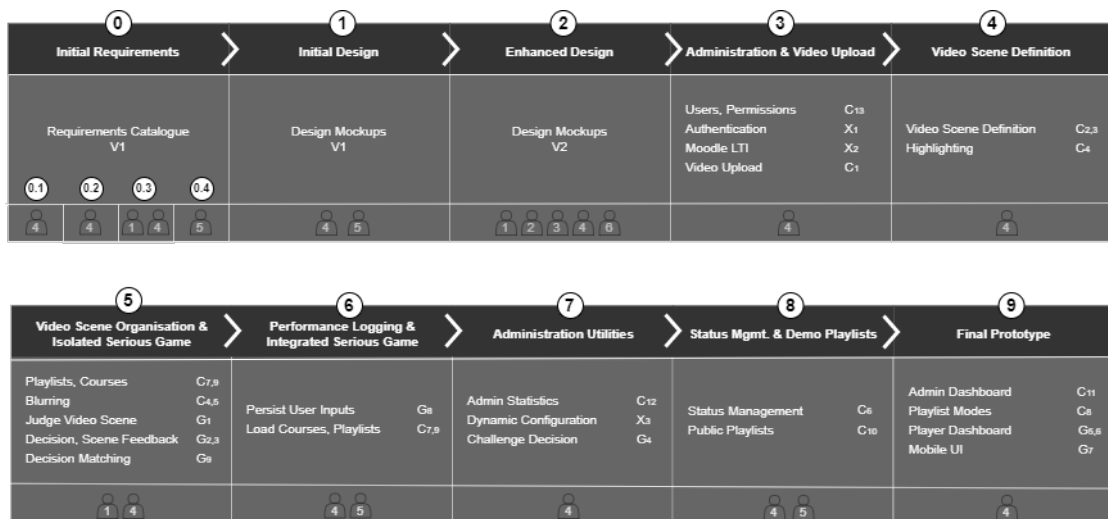 0 1 2 3 4
Initial Requirements Initial Design Enhanced Design Administration & Video Upload Video Scene Definition
Requirements Catalogue
V1
0.1 0.2 0.3 0.4
4 4 1 4 5
Design Mockups
V1
4 5
Design Mockups
V2
1 2 3 4 6
Users, Permissions C13
Authentication X1
Moodle LTI X2
Video Upload C1
4
Video Scene Definition C2,3
Highlighting C4
4
5 6 7 8 9
Video Scene Organisation &
Isolated Serious Game
Performance Logging &
Integrated Serious Game
Administration Utilities Status Mgmt. & Demo Playlists Final Prototype
Playlists, Courses C7,9
Blurring C4,5
Judge Video Scene G1
Decision, Scene Feedback G2,3
Decision Matching G9
1 4
Persist User Inputs G8
Load Courses, Playlists C7,9
4 5
Admin Statistics C12
Dynamic Configuration X3
Challenge Decision G4
4
Status Management C6
Public Playlists C10
4 5
Admin Dashboard C11
Playlist Modes C8
Player Dashboard G5,6
Mobile UI G7
4